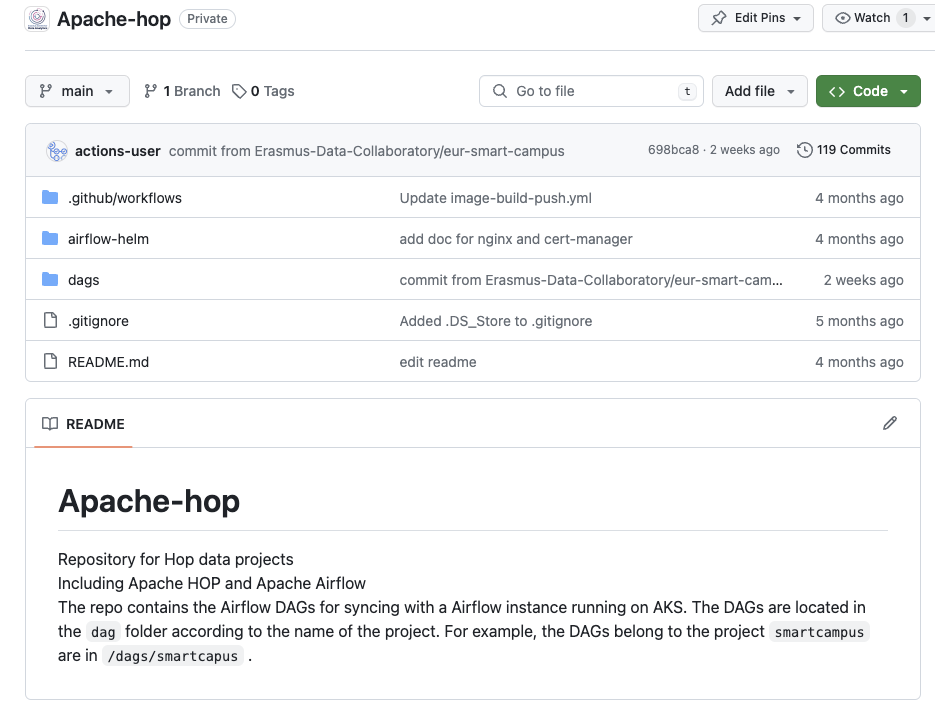 Apache-hop Private Edit Pins Watch 1
main 1 Branch 0 Tags Go to file t Add file Code
actions-user commit from Erasmus-Data-Collaboratory/eur-smart-campus 698bca8 · 2 weeks ago 119 Commits
.github/workflows Update image-build-push.yml 4 months ago
airflow-helm add doc for nginx and cert-manager 4 months ago
dags commit from Erasmus-Data-Collaboratory/eur-smart-cam... 2 weeks ago
.gitignore Added .DS_Store to .gitignore 5 months ago
README.md edit readme 4 months ago
README
Apache-hop
Repository for Hop data projects
Including Apache HOP and Apache Airflow
The repo contains the Airflow DAGs for syncing with a Airflow instance running on AKS. The DAGs are located in
the dag folder according to the name of the project. For example, the DAGs belong to the project smartcampus
are in /dags/smartcapus .